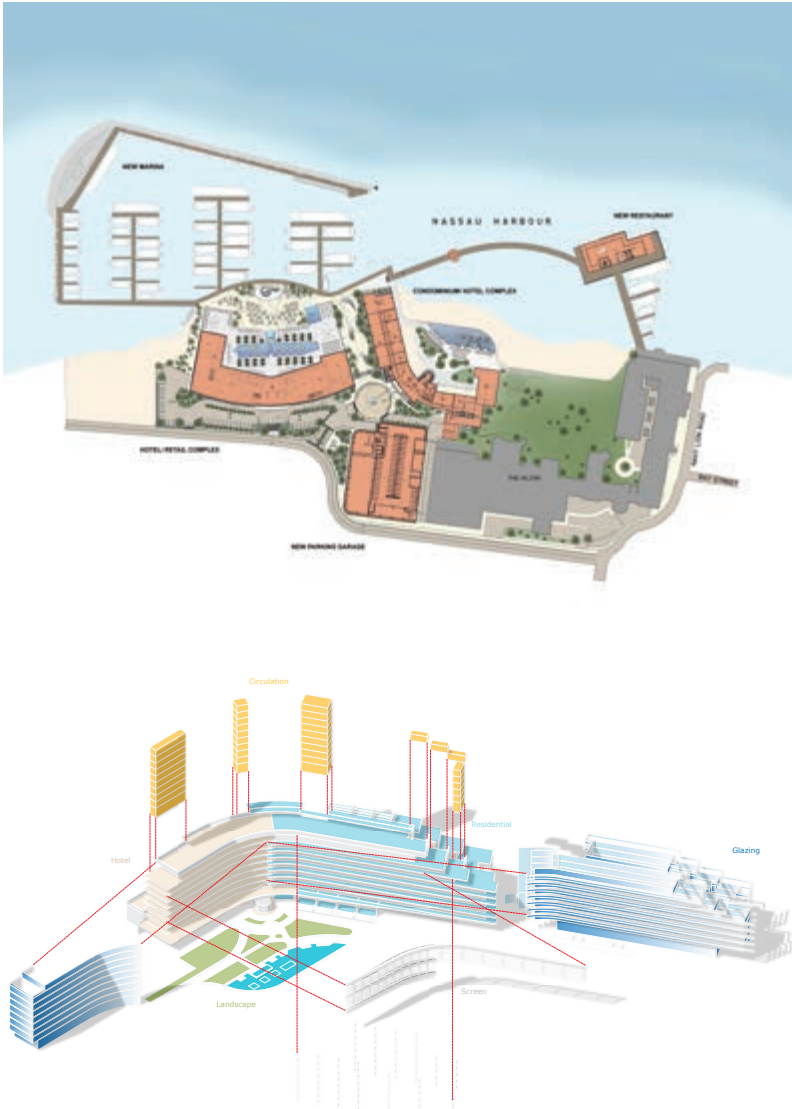 NEW MARINA
NASSAU HARBOUR
NEW RESTAURANT
CONDOMINIUM HOTEL COMPLEX
HOTEL/RETAIL COMPLEX
THE HILTON
BAY STREET
NEW PARKING GARAGE
Circulation
Residential
Hotel
Glazing
Screen
Landscape